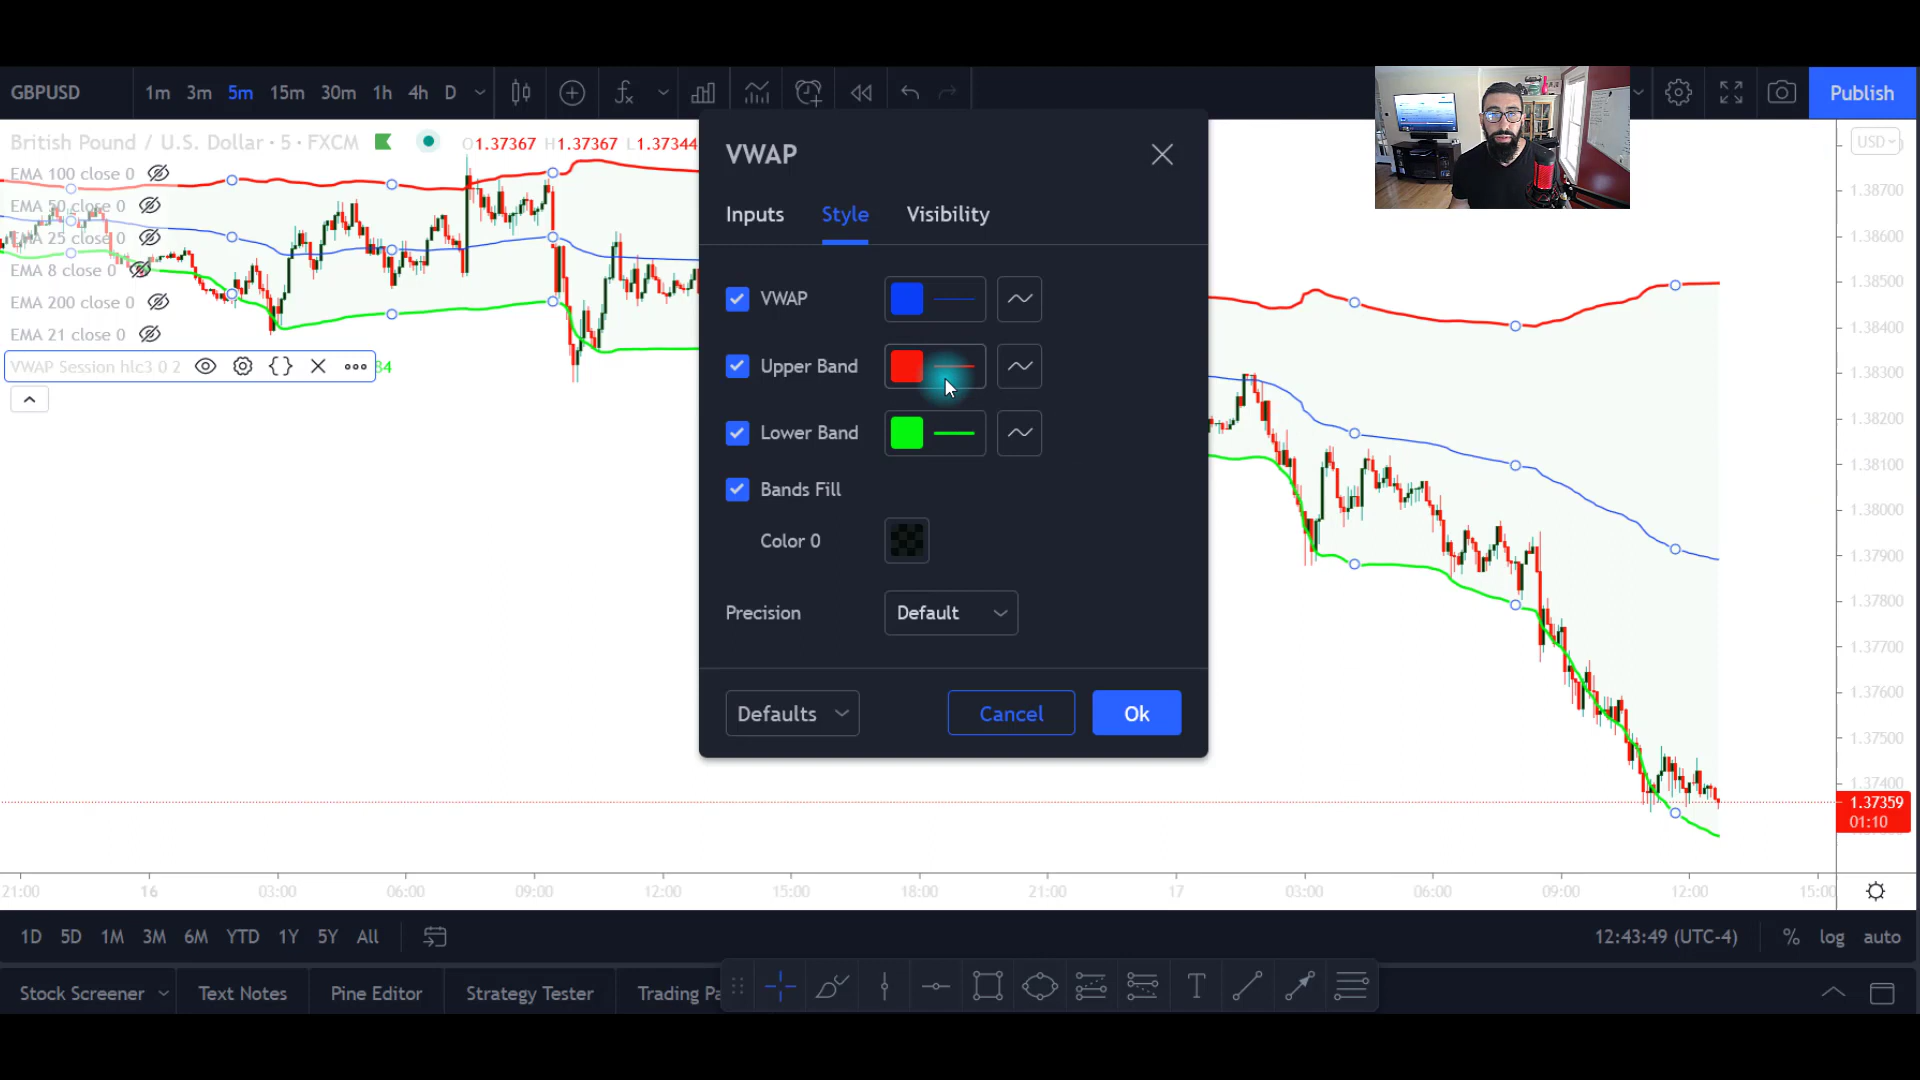 GBPUSD 1m 3m 5m 15m 30m 1h 4h D Publish
British Pound / U.S. Dollar · 5 · FXCM O1.37367 H1.37367 L1.37344
EMA 100 close 0
EMA 50 close 0
EMA 25 close 0
EMA 8 close 0
EMA 200 close 0
EMA 21 close 0
VWAP Session hlc3 0 2 34
VWAP
Inputs Style Visibility
VWAP
Upper Band
Lower Band
Bands Fill
Color 0
Precision Default
Defaults Cancel Ok
USD
1.38700
1.38600
1.38500
1.38400
1.38300
1.38200
1.38100
1.38000
1.37900
1.37800
1.37700
1.37600
1.37500
1.37400
1.37359
01:10
21:00 16 03:00 06:00 09:00 12:00 15:00 18:00 21:00 17 03:00 06:00 09:00 12:00 15:00
1D 5D 1M 3M 6M YTD 1Y 5Y All 12:43:49 (UTC-4) % log auto
Stock Screener Text Notes Pine Editor Strategy Tester Trading Pa